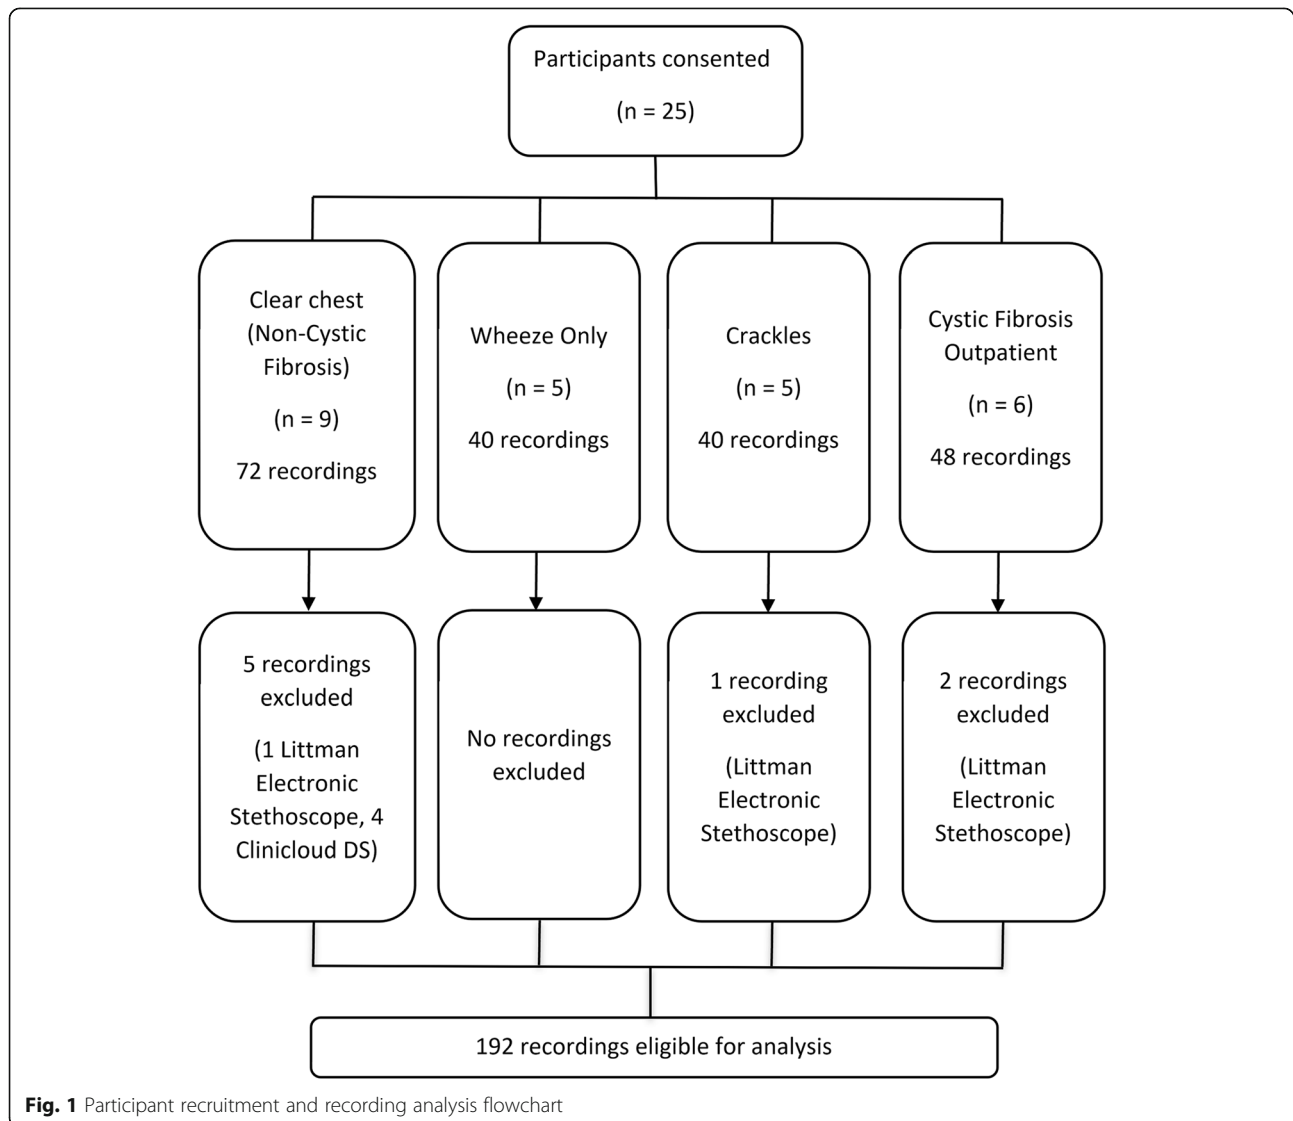 Participants consented
(n = 25)
Clear chest
(Non-Cystic
Fibrosis)
(n = 9)
72 recordings
Wheeze Only
(n = 5)
40 recordings
Crackles
(n = 5)
40 recordings
Cystic Fibrosis
Outpatient
(n = 6)
48 recordings
5 recordings
excluded
(1 Littman
Electronic
Stethoscope, 4
Clinicloud DS)
No recordings
excluded
1 recording
excluded
(Littman
Electronic
Stethoscope)
2 recordings
excluded
(Littman
Electronic
Stethoscope)
192 recordings eligible for analysis
Fig. 1 Participant recruitment and recording analysis flowchart